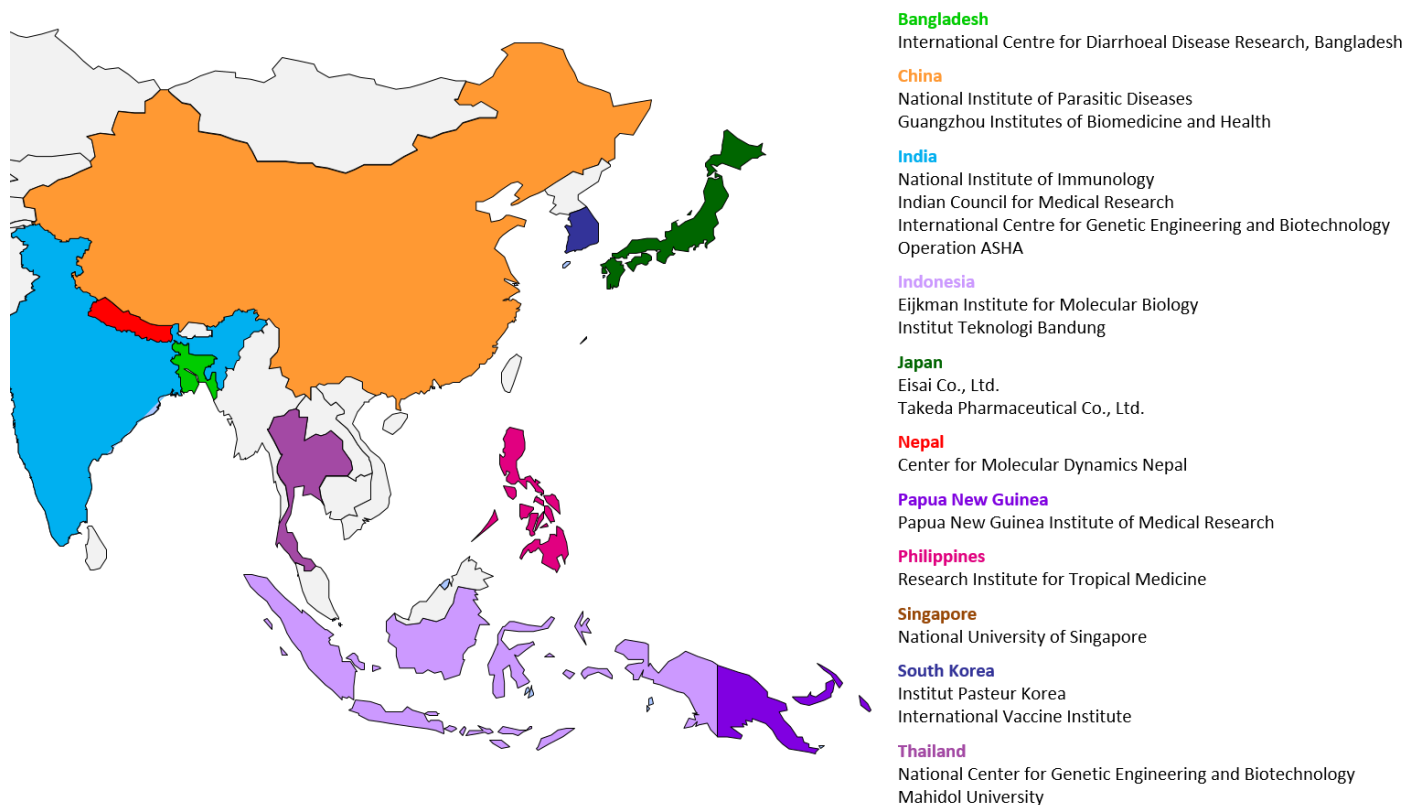 Bangladesh
International Centre for Diarrhoeal Disease Research, Bangladesh
China
National Institute of Parasitic Diseases
Guangzhou Institutes of Biomedicine and Health
India
National Institute of Immunology
Indian Council for Medical Research
International Centre for Genetic Engineering and Biotechnology
Operation ASHA
Indonesia
Eijkman Institute for Molecular Biology
Institut Teknologi Bandung
Japan
Eisai Co., Ltd.
Takeda Pharmaceutical Co., Ltd.
Nepal
Center for Molecular Dynamics Nepal
Papua New Guinea
Papua New Guinea Institute of Medical Research
Philippines
Research Institute for Tropical Medicine
Singapore
National University of Singapore
South Korea
Institut Pasteur Korea
International Vaccine Institute
Thailand
National Center for Genetic Engineering and Biotechnology
Mahidol University